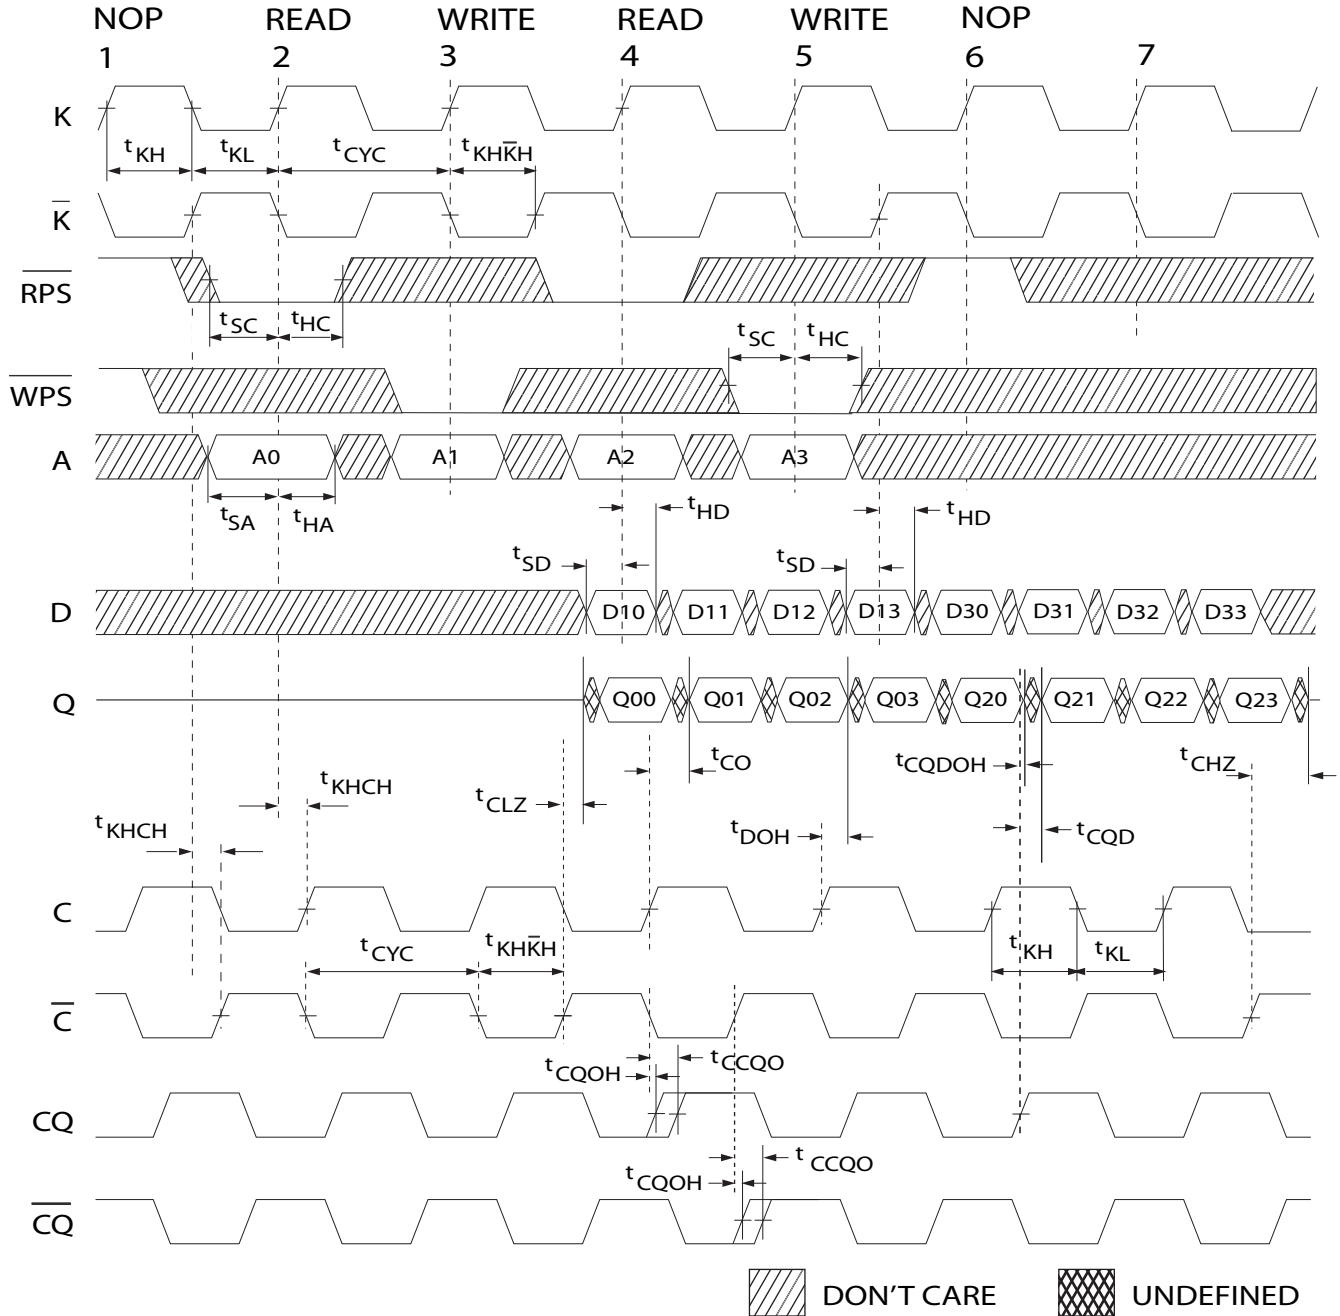 NOP READ WRITE READ WRITE NOP
1 2 3 4 5 6 7
K
tKH tKL tCYC tKHK̅H
K̅
R̅P̅S̅
tSC tHC
tSC tHC
W̅P̅S̅
A A0 A1 A2 A3
tSA tHA
tHD tHD
tSD tSD
D D10 D11 D12 D13 D30 D31 D32 D33
Q Q00 Q01 Q02 Q03 Q20 Q21 Q22 Q23
tCO tCQDOH tCHZ
tKHCH tCLZ
tKHCH tDOH tCQD
C
tCYC tKHK̅H tKH tKL
C̅
tCQOH tCCQO
CQ
tCQOH tCCQO
C̅Q̅
DON'T CARE UNDEFINED